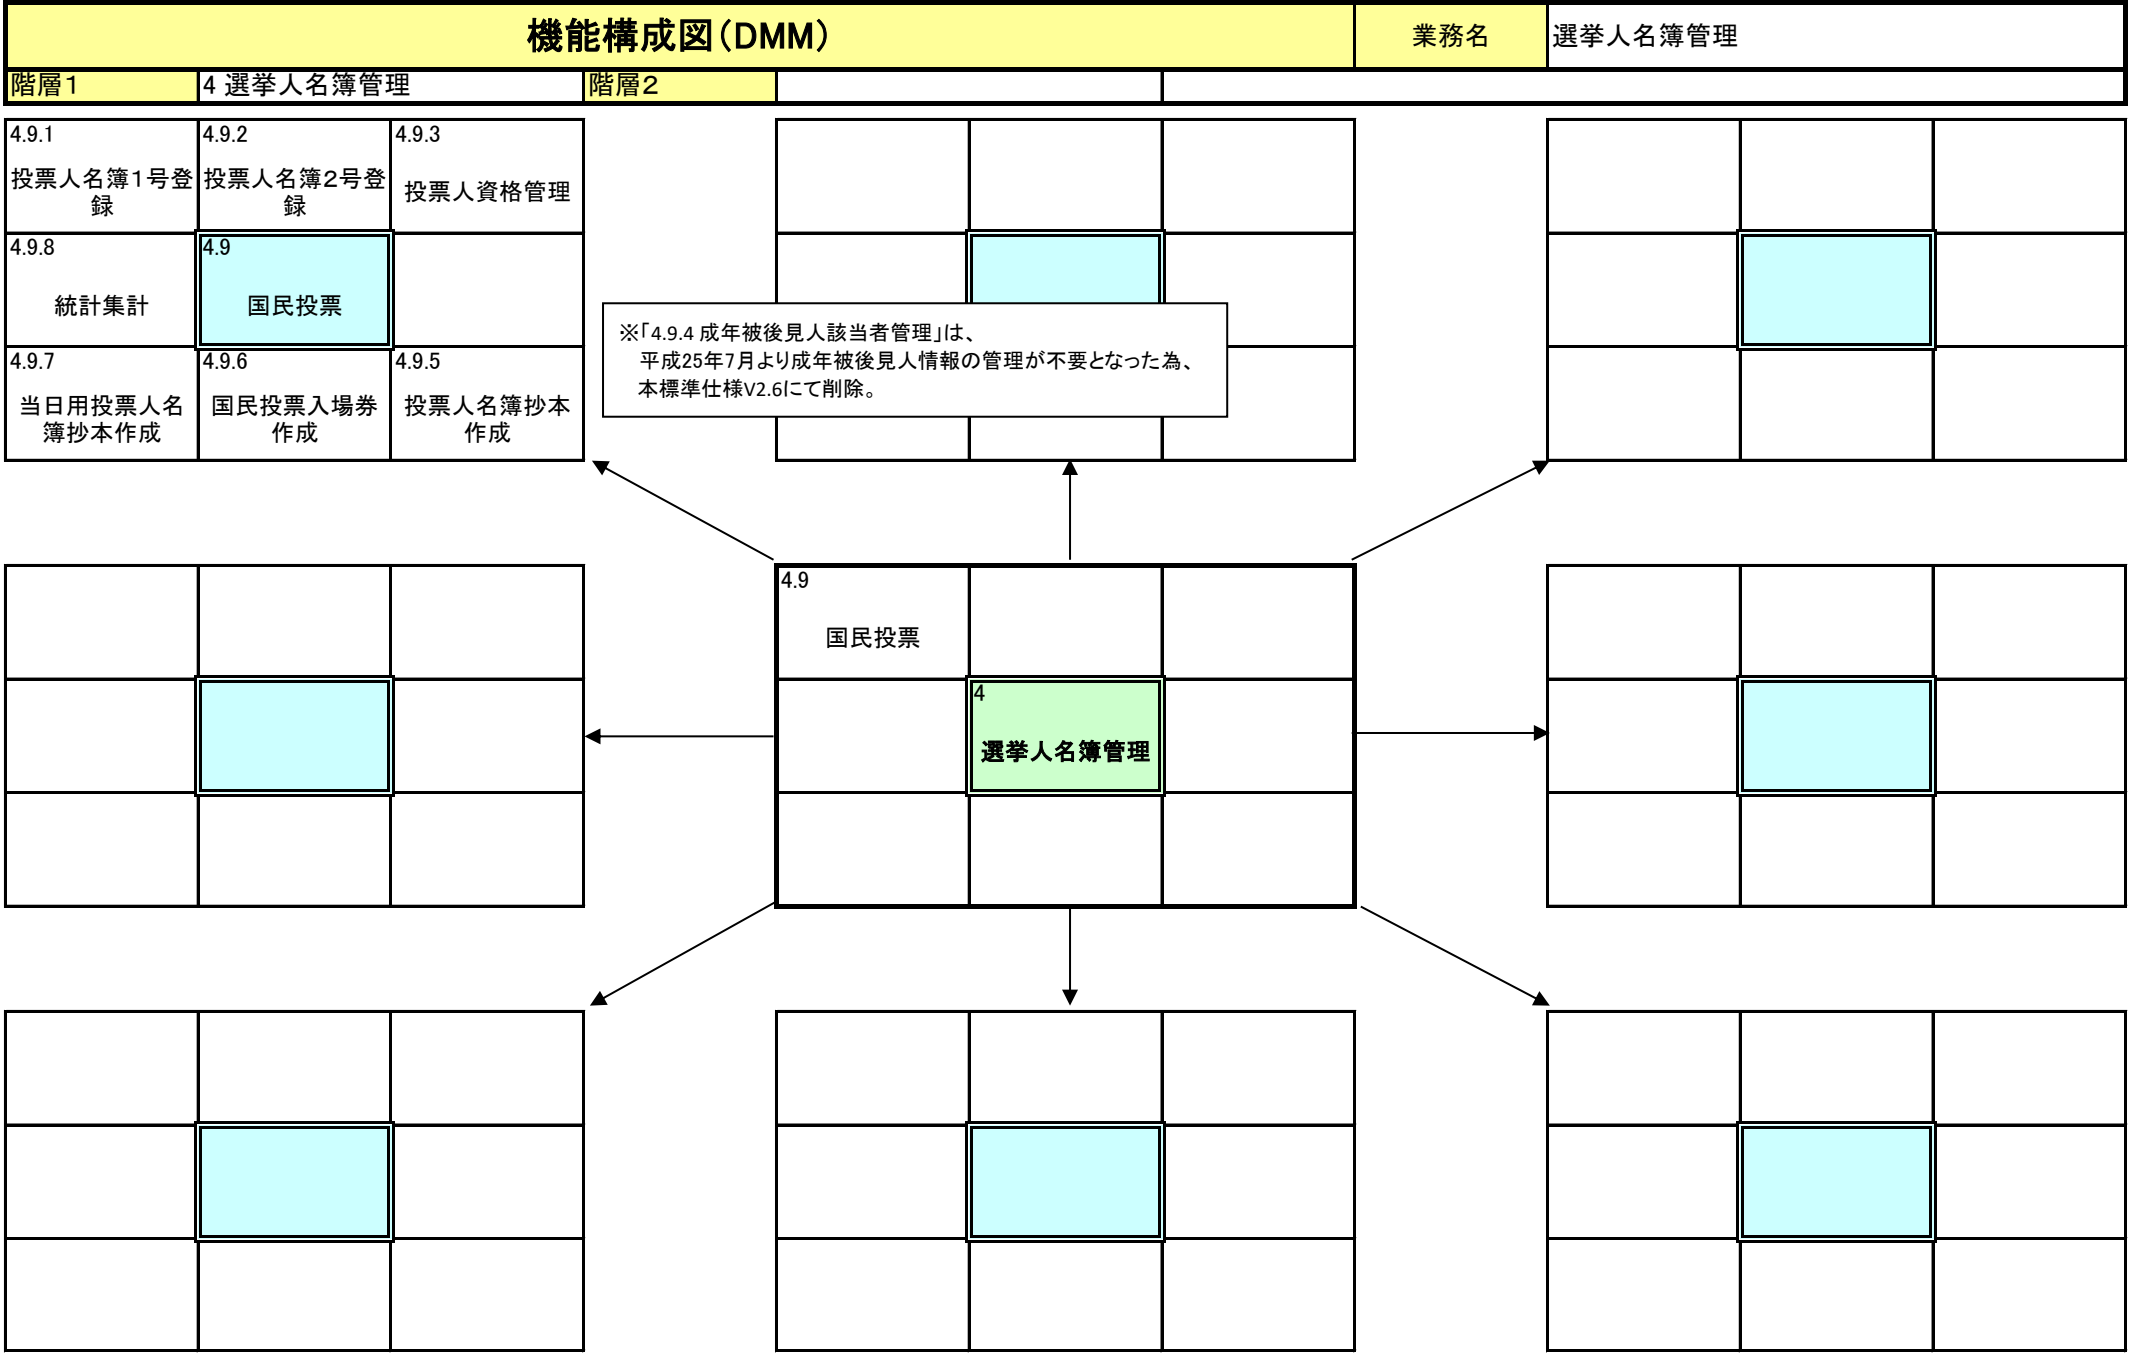 機能構成図（DMM）
業務名
選挙人名簿管理
階層１
4 選挙人名簿管理
階層２
4.9.1
投票人名簿１号登
録
4.9.2
投票人名簿２号登
録
4.9.3
投票人資格管理
4.9.8
統計集計
4.9
国民投票
4.9.7
当日用投票人名
簿抄本作成
4.9.6
国民投票入場券
作成
4.9.5
投票人名簿抄本
作成
※「4.9.4 成年被後見人該当者管理」は、
平成25年7月より成年被後見人情報の管理が不要となった為、
本標準仕様V2.6にて削除。
4.9
国民投票
4
選挙人名簿管理